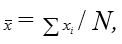 x̄ = ∑ xᵢ / N,